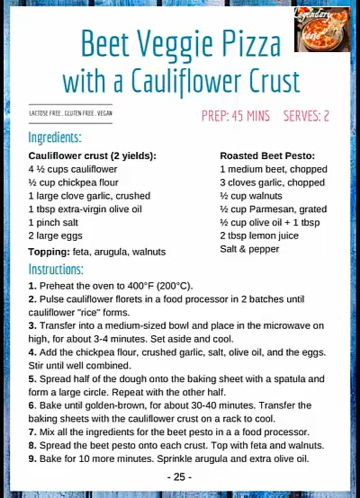 Legendary
Beet Veggie Pizza
with a Cauliflower Crust
LACTOSE FREE . GLUTEN FREE . VEGAN
PREP: 45 MINS SERVES: 2
Ingredients:
Cauliflower crust (2 yields):
4 ½ cups cauliflower
½ cup chickpea flour
1 large clove garlic, crushed
1 tbsp extra-virgin olive oil
1 pinch salt
2 large eggs
Topping: feta, arugula, walnuts
Roasted Beet Pesto:
1 medium beet, chopped
3 cloves garlic, chopped
½ cup walnuts
½ cup Parmesan, grated
½ cup olive oil + 1 tbsp
2 tbsp lemon juice
Salt & pepper
Instructions:
1. Preheat the oven to 400°F (200°C).
2. Pulse cauliflower florets in a food processor in 2 batches until
cauliflower "rice" forms.
3. Transfer into a medium-sized bowl and place in the microwave on
high, for about 3-4 minutes. Set aside and cool.
4. Add the chickpea flour, crushed garlic, salt, olive oil, and the eggs.
Stir until well combined.
5. Spread half of the dough onto the baking sheet with a spatula and
form a large circle. Repeat with the other half.
6. Bake until golden-brown, for about 30-40 minutes. Transfer the
baking sheets with the cauliflower crust on a rack to cool.
7. Mix all the ingredients for the beet pesto in a a food processor.
8. Spread the beet pesto onto each crust. Top with feta and walnuts.
9. Bake for 10 more minutes. Sprinkle arugula and extra olive oil.
- 25 -